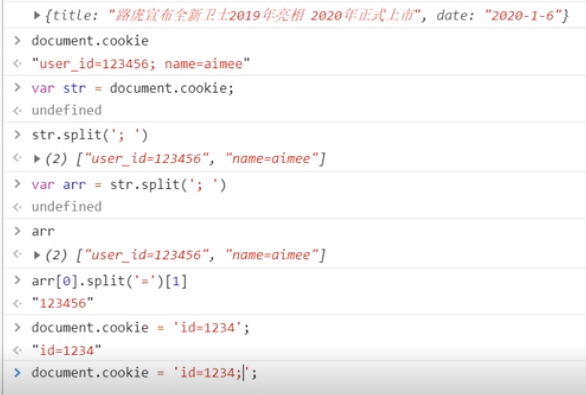 ▶{title: "路虎宣布全新卫士2019年亮相 2020年正式上市", date: "2020-1-6"}
> document.cookie
<· "user_id=123456; name=aimee"
> var str = document.cookie;
<· undefined
> str.split('; ')
<· ▶(2) ["user_id=123456", "name=aimee"]
> var arr = str.split('; ')
<· undefined
> arr
<· ▶(2) ["user_id=123456", "name=aimee"]
> arr[0].split('=')[1]
<· "123456"
> document.cookie = 'id=1234';
<· "id=1234"
> document.cookie = 'id=1234;';